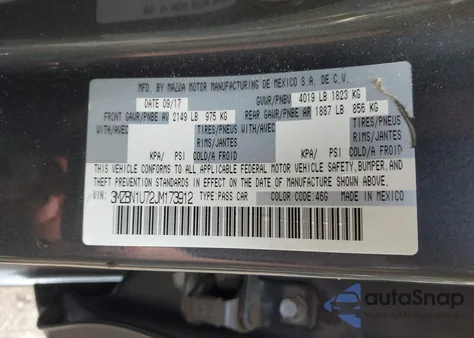 MFD. BY MAZDA MOTOR MANUFACTURING DE MEXICO S.A. DE C.V.
DATE 09/17 GVWR/PNBV 4019 LB 1823 KG
FRONT GAWR/PNBE AV 2149 LB 975 KG REAR GAWR/PNBE AR 1887 LB 856 KG
WITH/AVEC TIRES/PNEUS WITH/AVEC TIRES/PNEUS
RIMS/JANTES RIMS/JANTES
KPA/ PSI COLD/A FROID KPA/ PSI COLD/A FROID
THIS VEHICLE CONFORMS TO ALL APPLICABLE FEDERAL MOTOR VEHICLE SAFETY, BUMPER, AND
THEFT PREVENTION STANDARDS IN EFFECT ON THE DATE OF MANUFACTURE SHOWN ABOVE.
VIN: 3MZBN1U72JM173912 TYPE: PASS CAR COLOR CODE: 46G MADE IN MEXICO
autoSnap